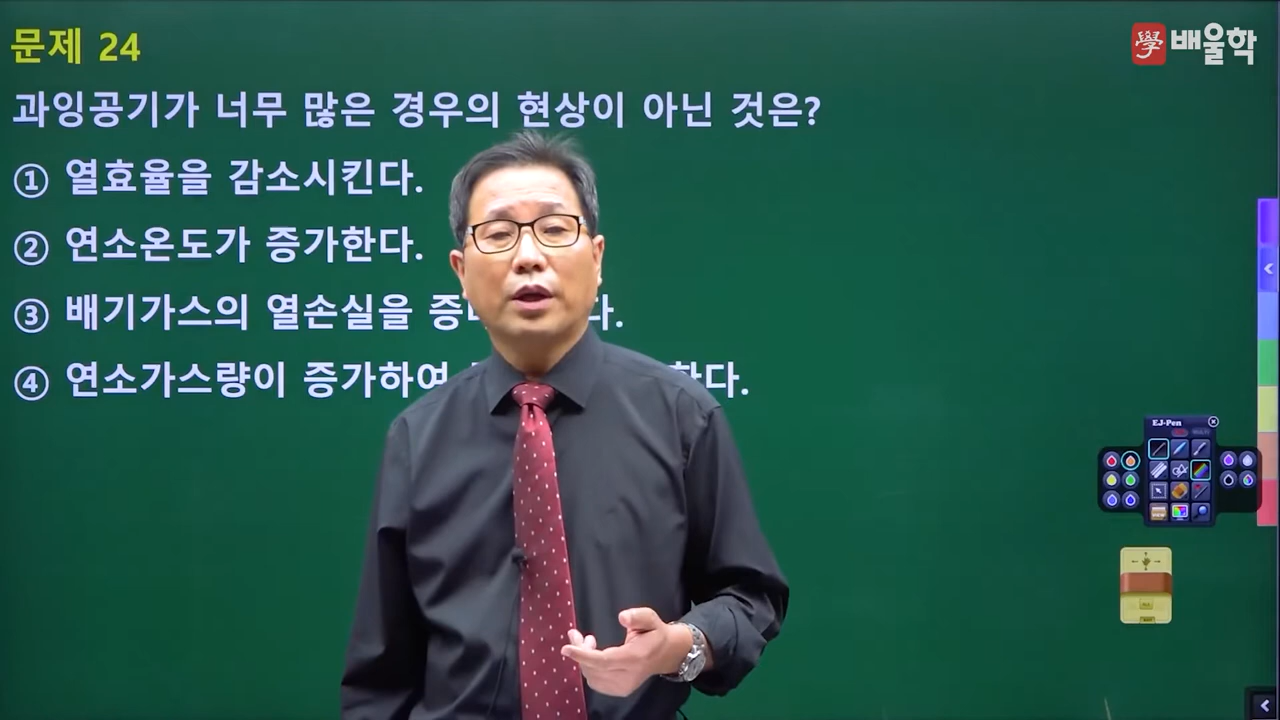 문제 24
學 배울학
과잉공기가 너무 많은 경우의 현상이 아닌 것은?
① 열효율을 감소시킨다.
② 연소온도가 증가한다.
③ 배기가스의 열손실을 다.
④ 연소가스량이 증가하여 한다.
EJ-Pen